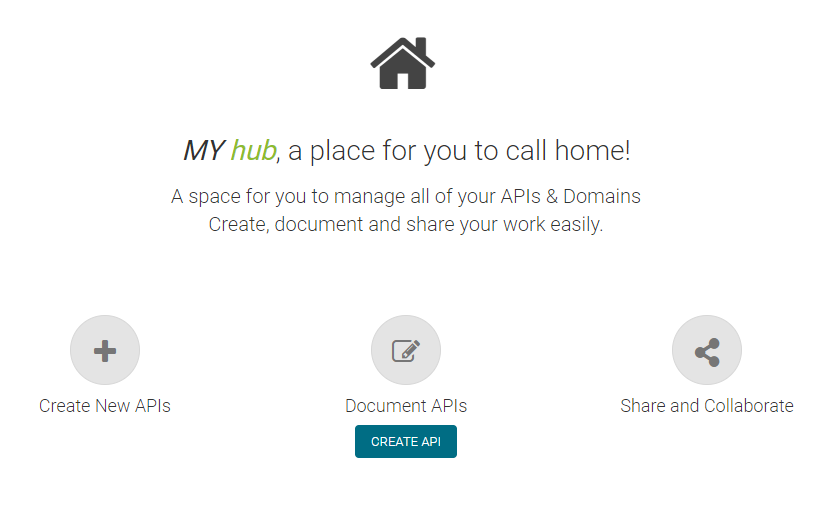 MY hub, a place for you to call home!
A space for you to manage all of your APIs & Domains
Create, document and share your work easily.
Create New APIs
Document APIs
Share and Collaborate
CREATE API